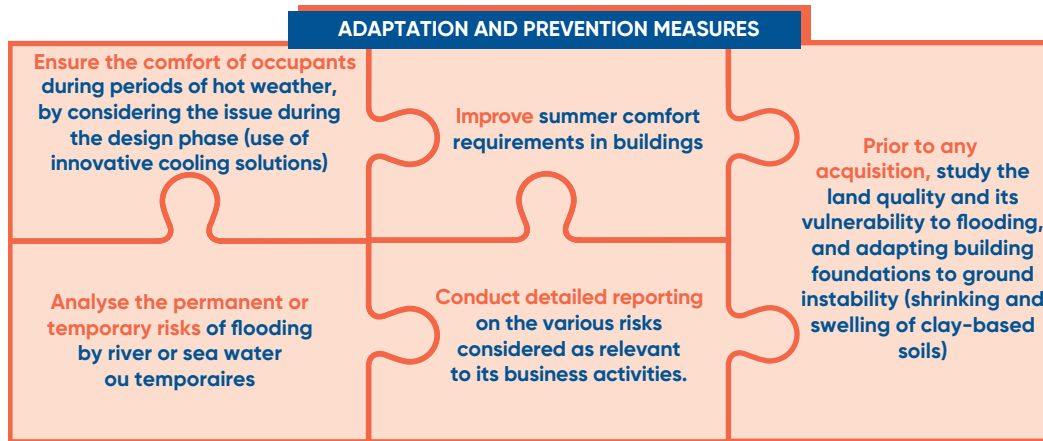 ADAPTATION AND PREVENTION MEASURES
Ensure the comfort of occupants
during periods of hot weather,
by considering the issue during
the design phase (use of
innovative cooling solutions)
Improve summer comfort
requirements in buildings
Prior to any
acquisition, study the
land quality and its
vulnerability to flooding,
and adapting building
foundations to ground
instability (shrinking and
swelling of clay-based
soils)
Analyse the permanent or
temporary risks of flooding
by river or sea water
ou temporaires
Conduct detailed reporting
on the various risks
considered as relevant
to its business activities.